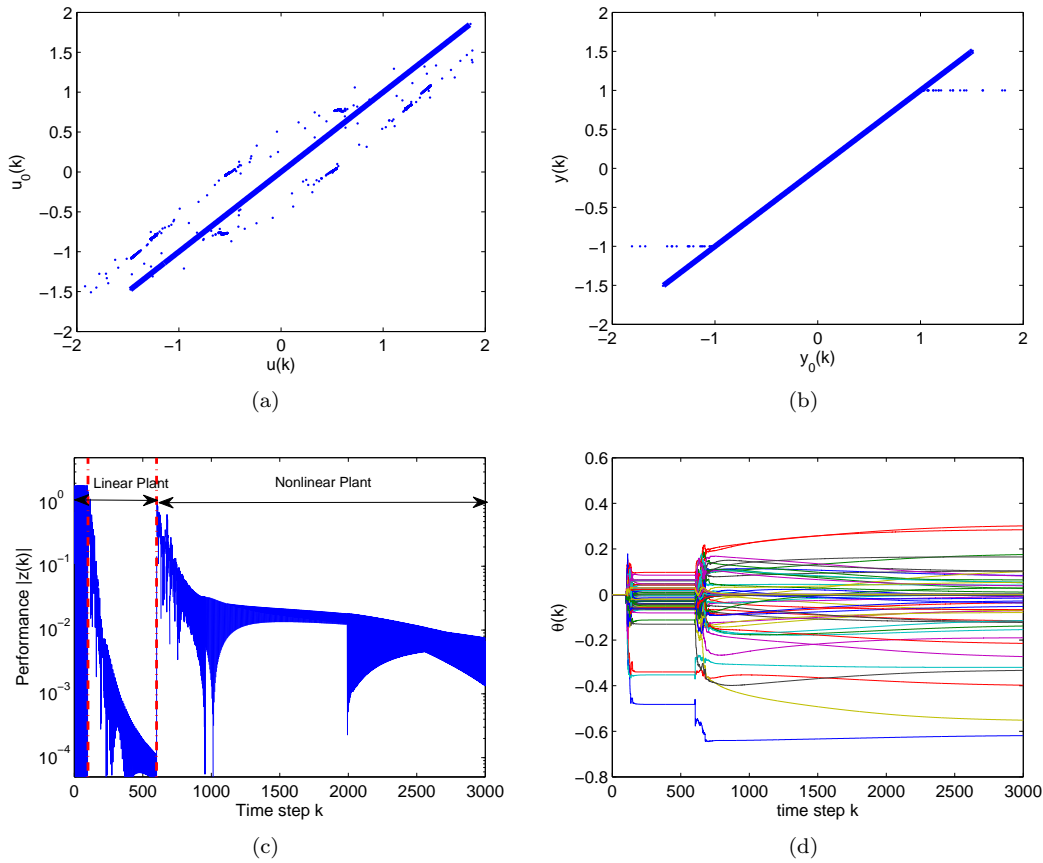 2
1.5
1
0.5
0
−0.5
−1
−1.5
−2
−2 −1 0 1 2
u(k)
u0(k)
(a)
2
1.5
1
0.5
0
−0.5
−1
−1.5
−2
−2 −1 0 1 2
y0(k)
y(k)
(b)
10^0
10^−1
10^−2
10^−3
10^−4
Linear Plant
Nonlinear Plant
0 500 1000 1500 2000 2500 3000
Time step k
Performance |z(k)|
(c)
0.6
0.4
0.2
0
−0.2
−0.4
−0.6
−0.8
0 500 1000 1500 2000 2500 3000
time step k
θ(k)
(d)